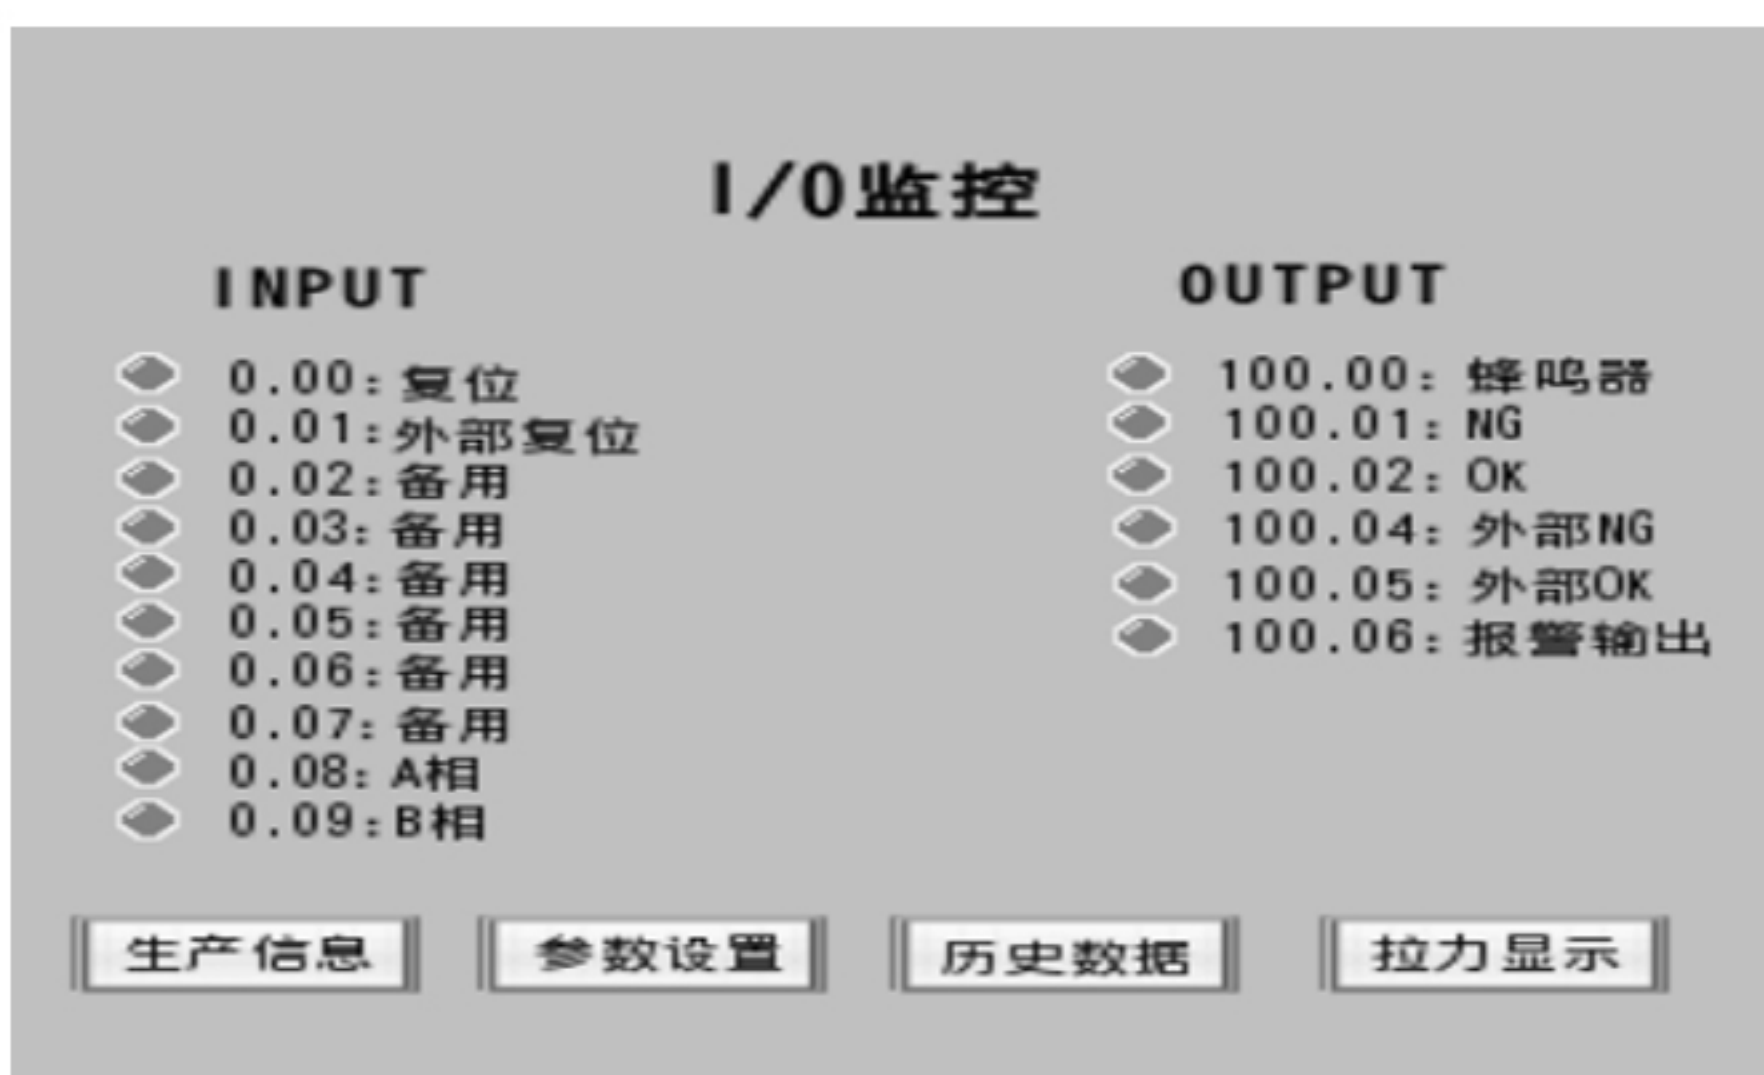 I/O监控
INPUT
0.00:复位
0.01:外部复位
0.02:备用
0.03:备用
0.04:备用
0.05:备用
0.06:备用
0.07:备用
0.08:A相
0.09:B相
OUTPUT
100.00:蜂鸣器
100.01:NG
100.02:OK
100.04:外部NG
100.05:外部OK
100.06:报警输出
生产信息
参数设置
历史数据
拉力显示